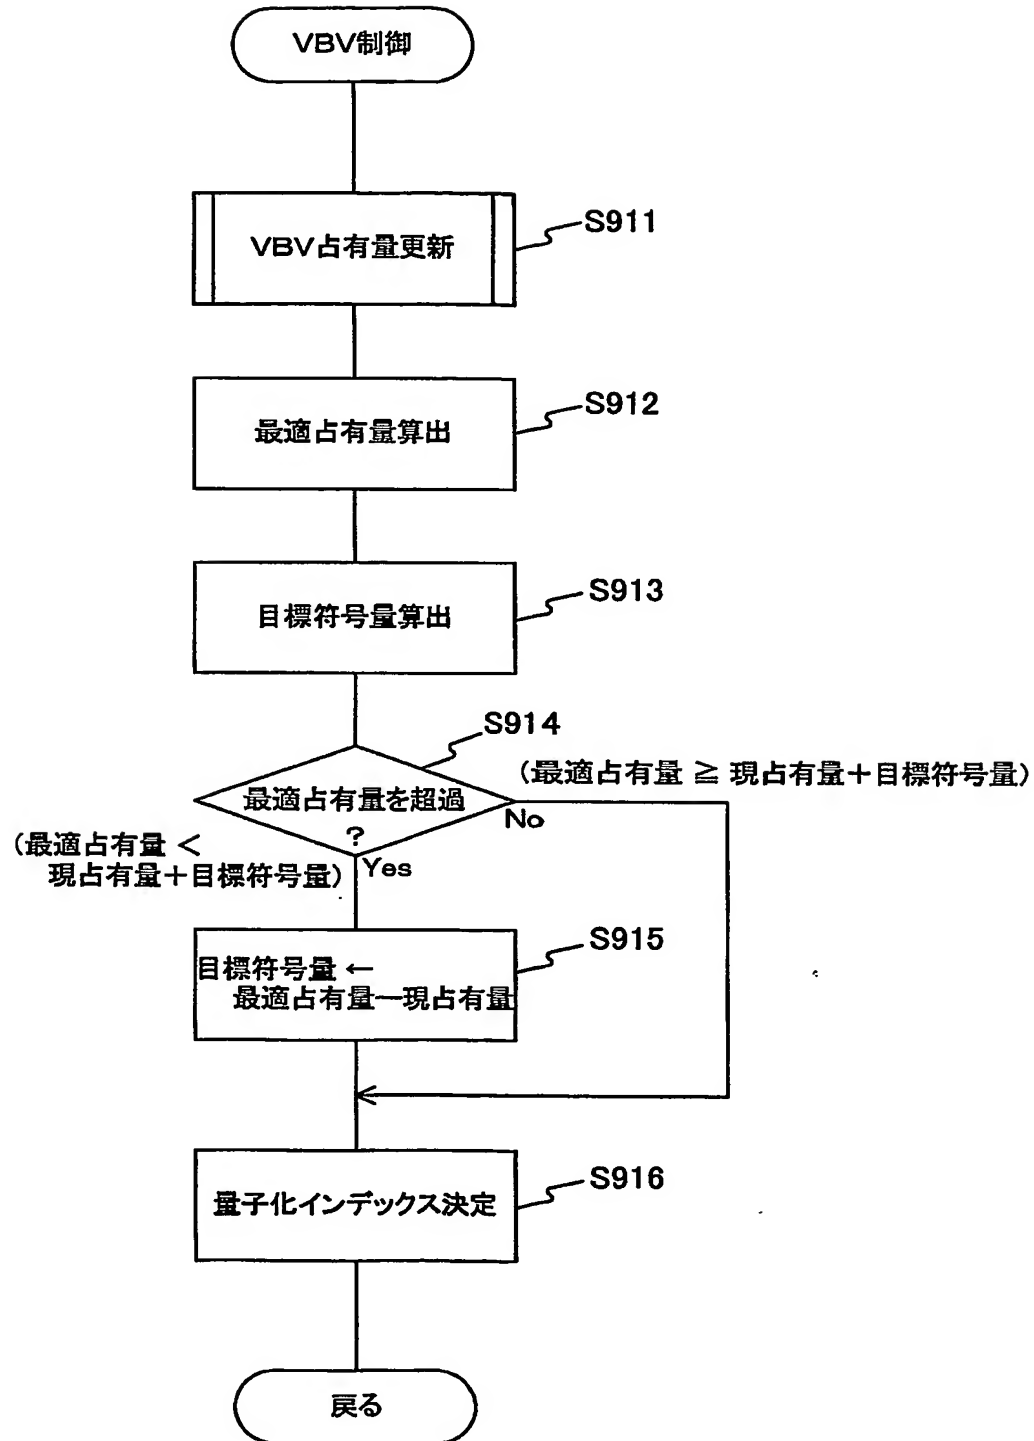 VBV制御
VBV占有量更新
S911
最適占有量算出
S912
目標符号量算出
S913
S914
最適占有量を超過
?
(最適占有量 ≧ 現占有量+目標符号量)
No
(最適占有量 <
現占有量+目標符号量)
Yes
目標符号量 ←
最適占有量ー現占有量
S915
量子化インデックス決定
S916
戻る